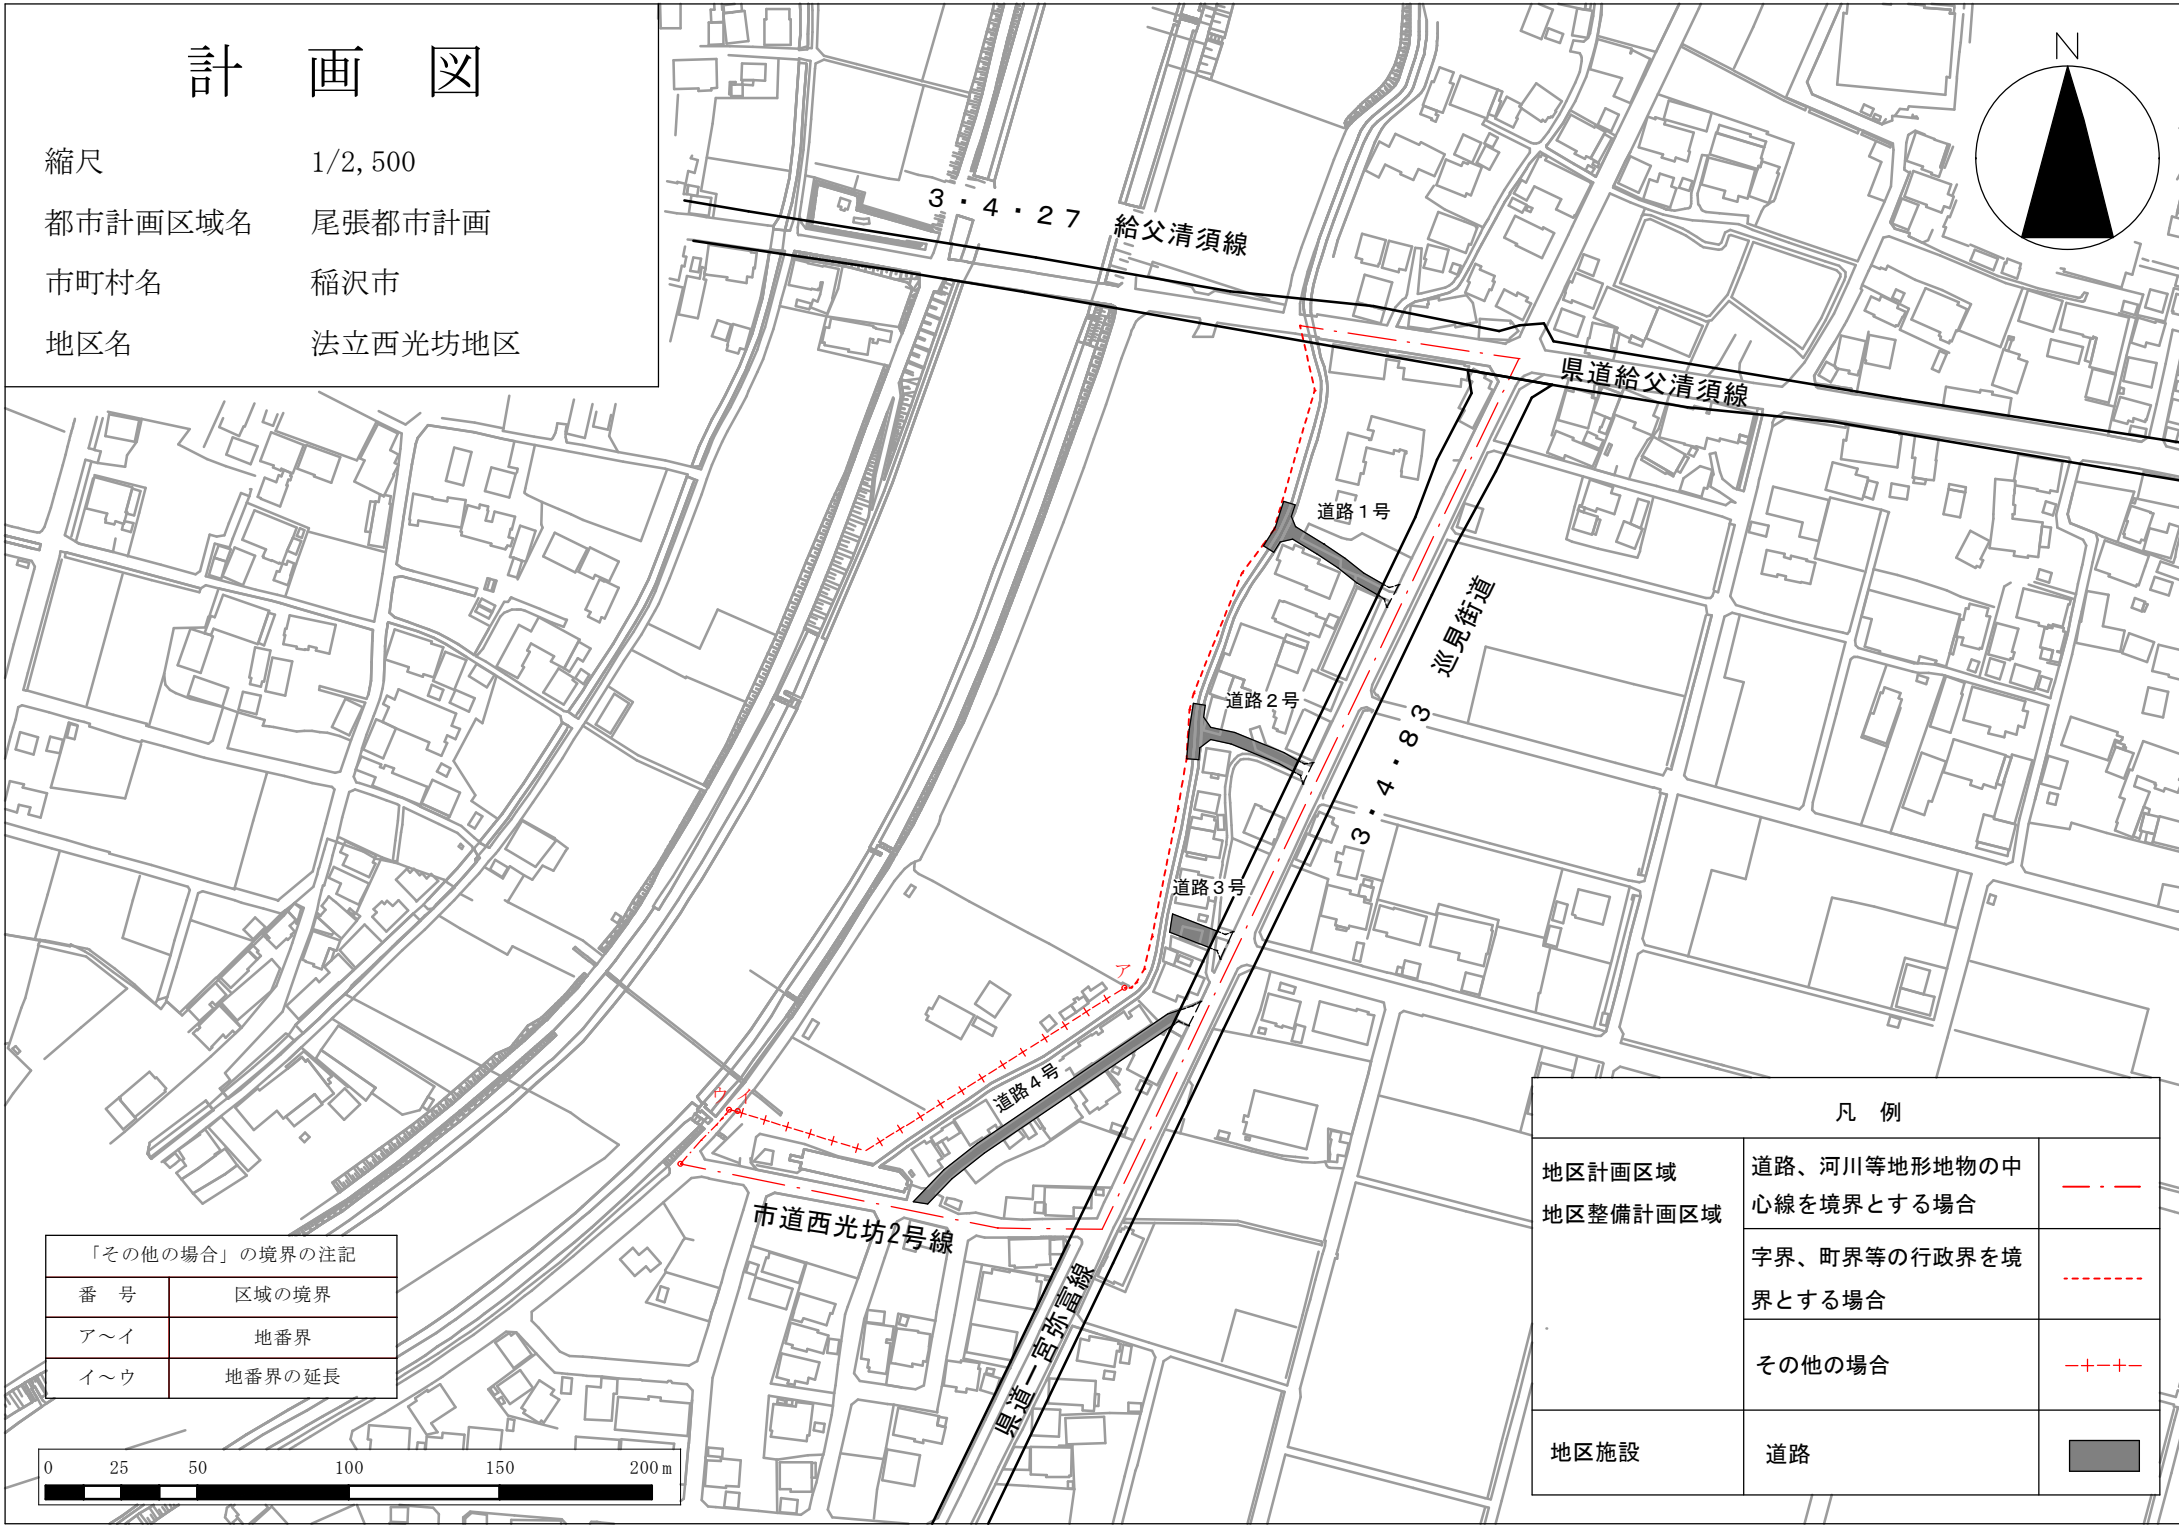 計 画 図
縮尺 1/2,500
都市計画区域名 尾張都市計画
市町村名 稲沢市
地区名 法立西光坊地区
N
3・4・27 給父清須線
県道給父清須線
道路1号
巡見街道
道路2号
3・4・83
道路3号
ア
道路4号
ウ イ
市道西光坊2号線
県道一宮弥富線
「その他の場合」の境界の注記
番 号 区域の境界
ア～イ 地番界
イ～ウ 地番界の延長
0 25 50 100 150 200m
凡 例
地区計画区域
地区整備計画区域
道路、河川等地形地物の中
心線を境界とする場合
字界、町界等の行政界を境
界とする場合
その他の場合
地区施設 道路